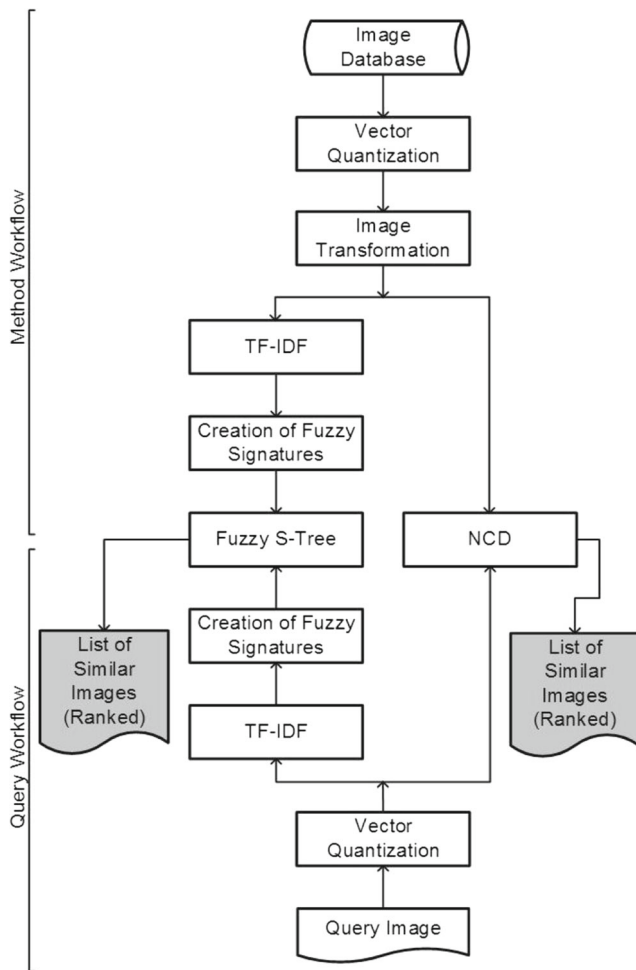 Method Workflow
Image
Database
Vector
Quantization
Image
Transformation
TF-IDF
Creation of Fuzzy
Signatures
Fuzzy S-Tree
NCD
Query Workflow
List of
Similar
Images
(Ranked)
Creation of Fuzzy
Signatures
List of
Similar
Images
(Ranked)
TF-IDF
Vector
Quantization
Query Image